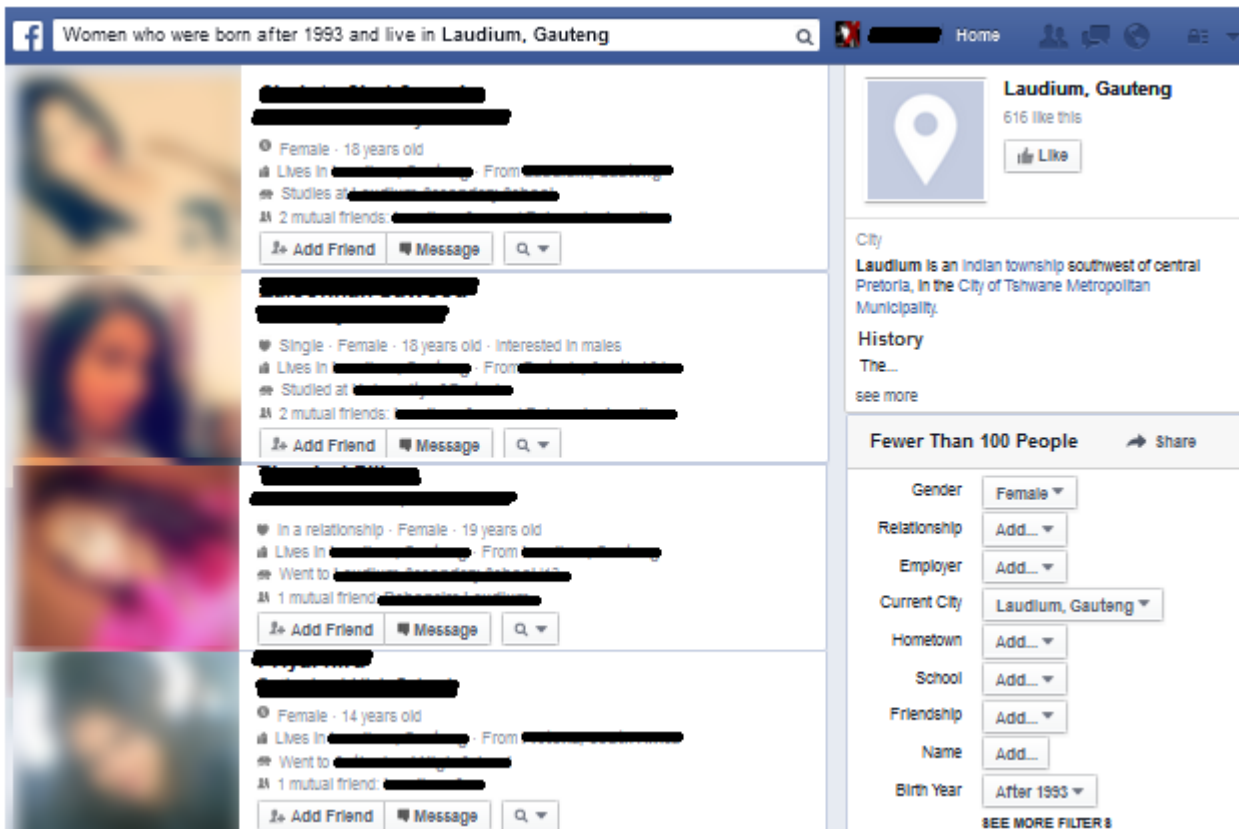 f
Women who were born after 1993 and live in Laudium, Gauteng
Home
Female · 18 years old
Lives in · From
Studies at
2 mutual friends:
Add Friend Message
Single · Female · 18 years old · Interested in males
Lives in · From
Studied at
2 mutual friends:
Add Friend Message
In a relationship · Female · 19 years old
Lives in · From
Went to
1 mutual friend:
Add Friend Message
Female · 14 years old
Lives in · From
Went to
1 mutual friend:
Add Friend Message
Laudium, Gauteng
616 like this
Like
City
Laudium is an Indian township southwest of central
Pretoria, in the City of Tshwane Metropolitan
Municipality.
History
The...
see more
Fewer Than 100 People Share
Gender Female
Relationship Add...
Employer Add...
Current City Laudium, Gauteng
Hometown Add...
School Add...
Friendship Add...
Name Add...
Birth Year After 1993
SEE MORE FILTERS